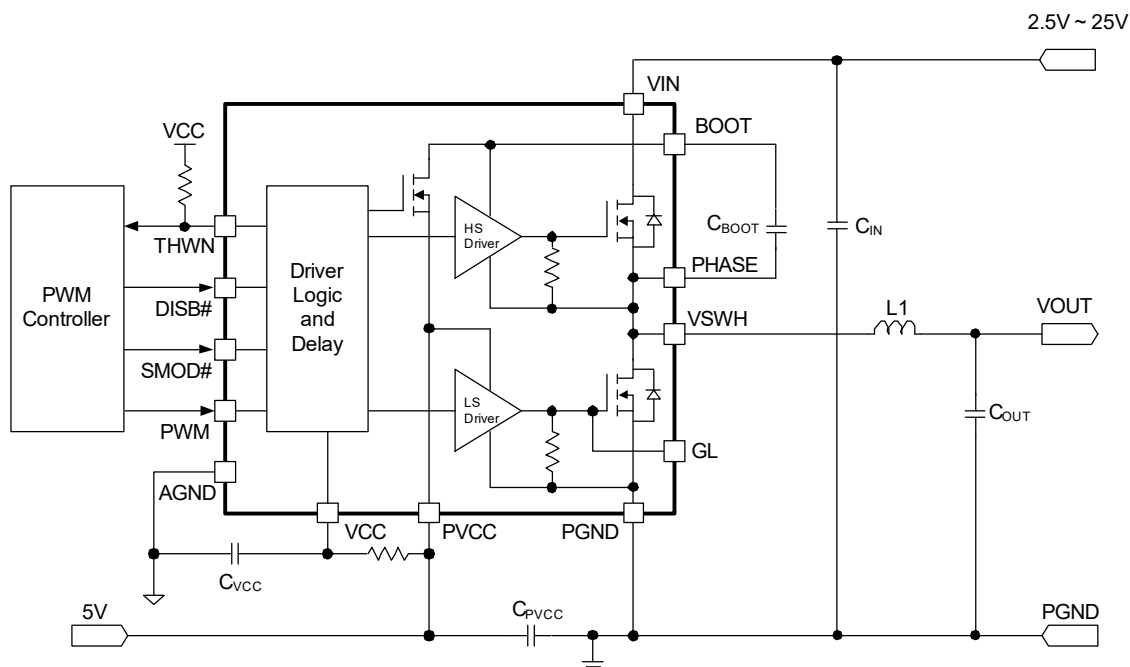 2.5V ~ 25V
VIN
BOOT
VCC
THWN
DISB#
SMOD#
PWM
AGND
PWM
Controller
Driver
Logic
and
Delay
HS
Driver
LS
Driver
CBOOT
CIN
PHASE
VSWH
L1
VOUT
COUT
GL
VCC
PVCC
PGND
CVCC
5V
CPVCC
PGND